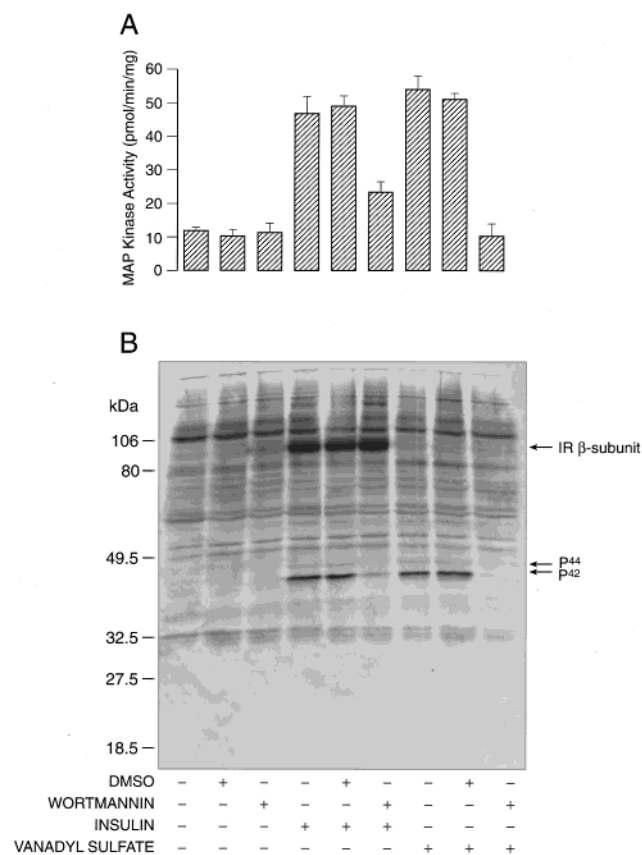 A
MAP Kinase Activity (pmol/min/mg)
60
50
40
30
20
10
0
B
kDa
106
80
49.5
32.5
27.5
18.5
IR β-subunit
P44
P42
DMSO − + − − + − − + −
WORTMANNIN − − + − − + − − +
INSULIN − − − + + + − − −
VANADYL SULFATE − − − − − − + + +